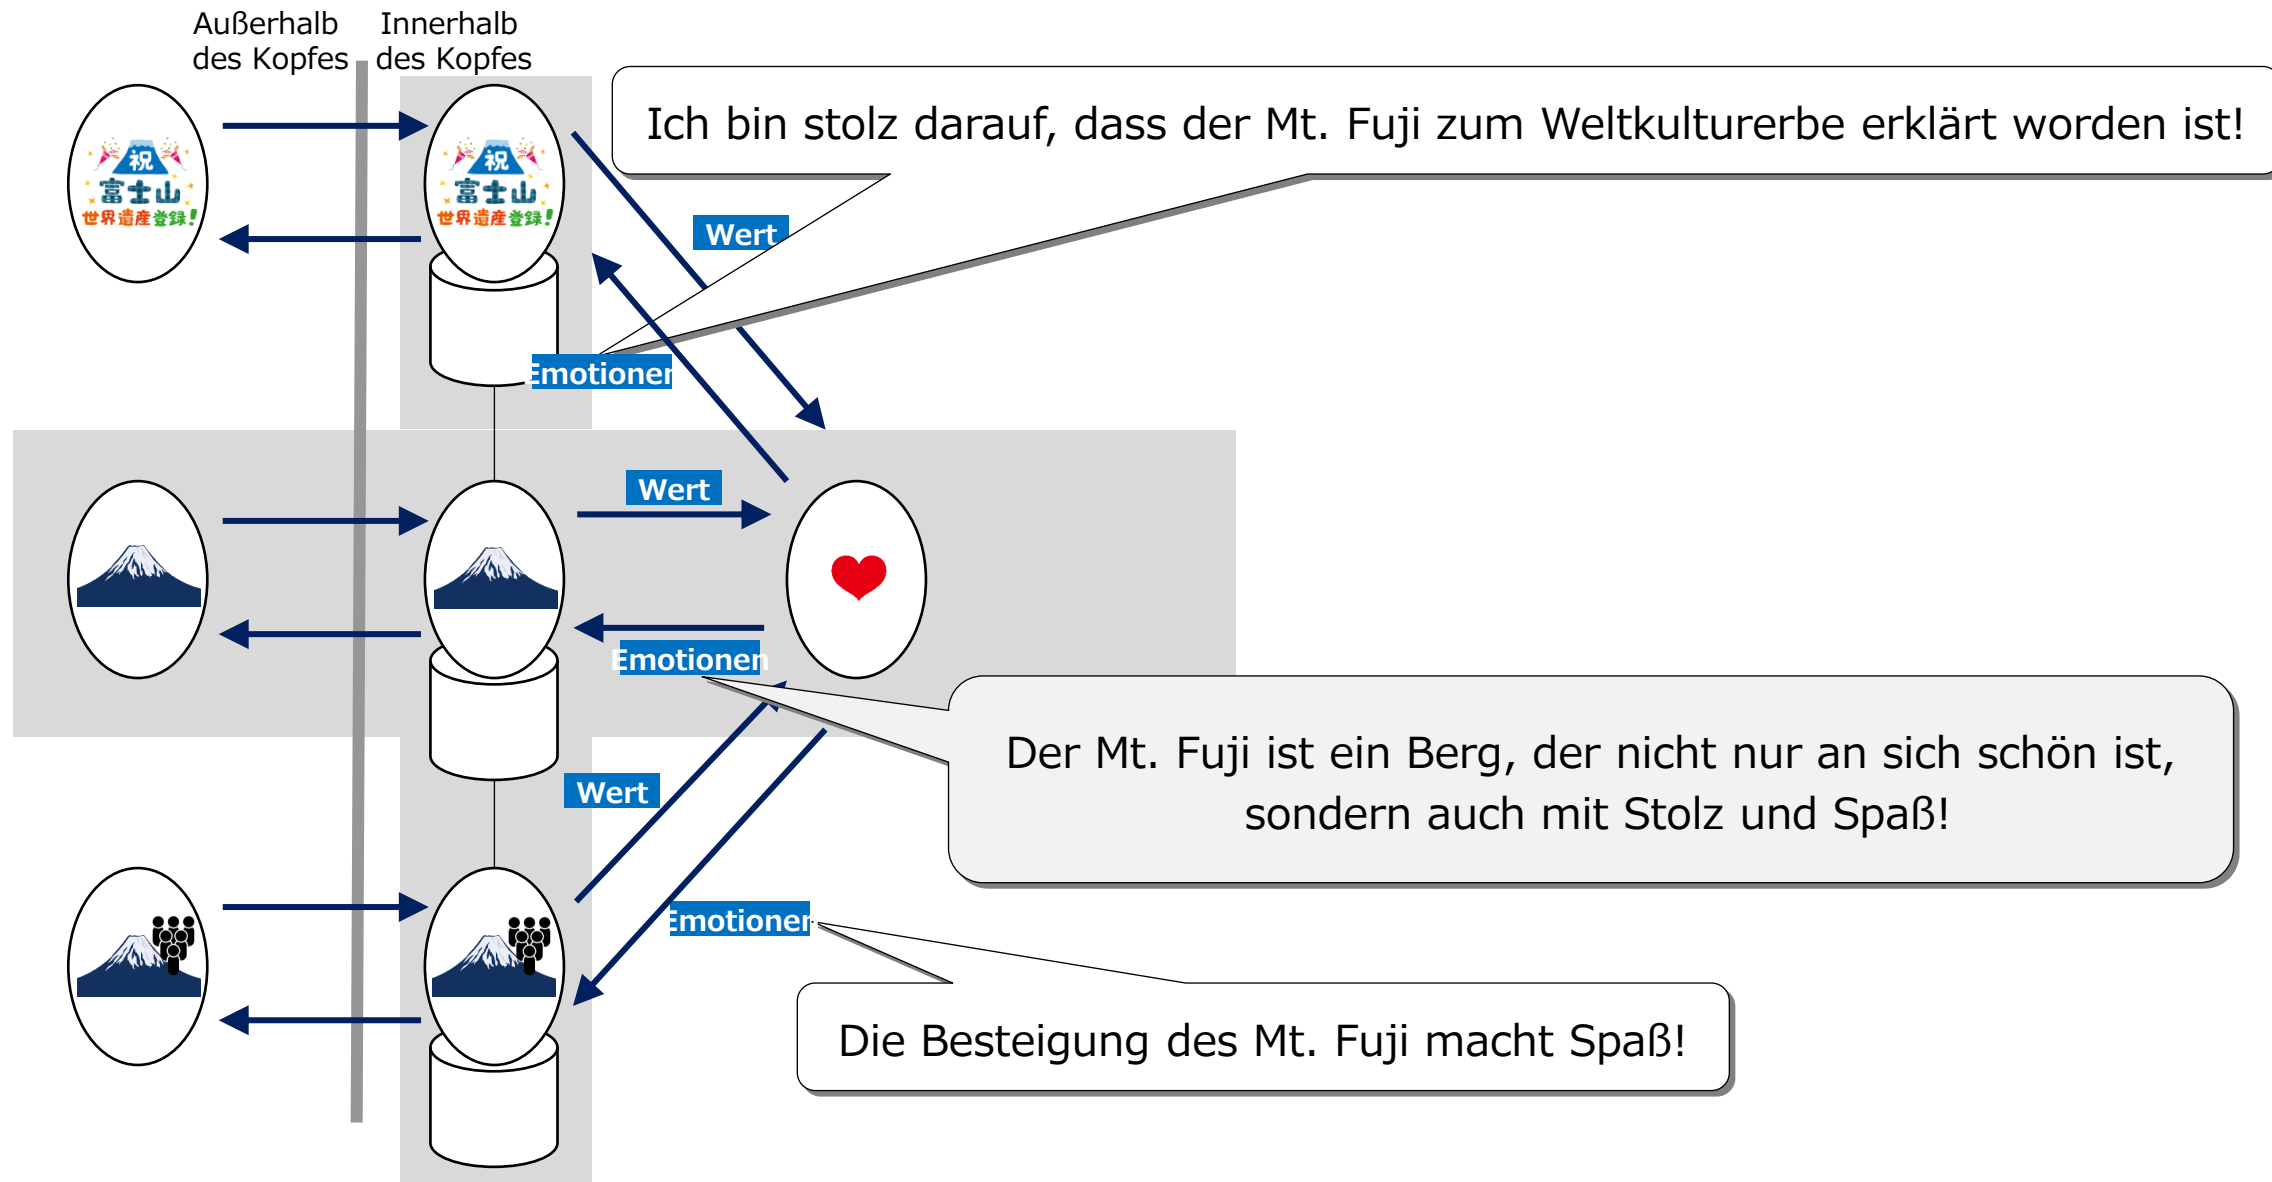 Außerhalb
des Kopfes
Innerhalb
des Kopfes
Ich bin stolz darauf, dass der Mt. Fuji zum Weltkulturerbe erklärt worden ist!
祝
富士山
世界遺産登録!
祝
富士山
世界遺産登録!
Wert
Emotionen
Wert
Emotionen
Der Mt. Fuji ist ein Berg, der nicht nur an sich schön ist,
sondern auch mit Stolz und Spaß!
Wert
Emotionen
Die Besteigung des Mt. Fuji macht Spaß!